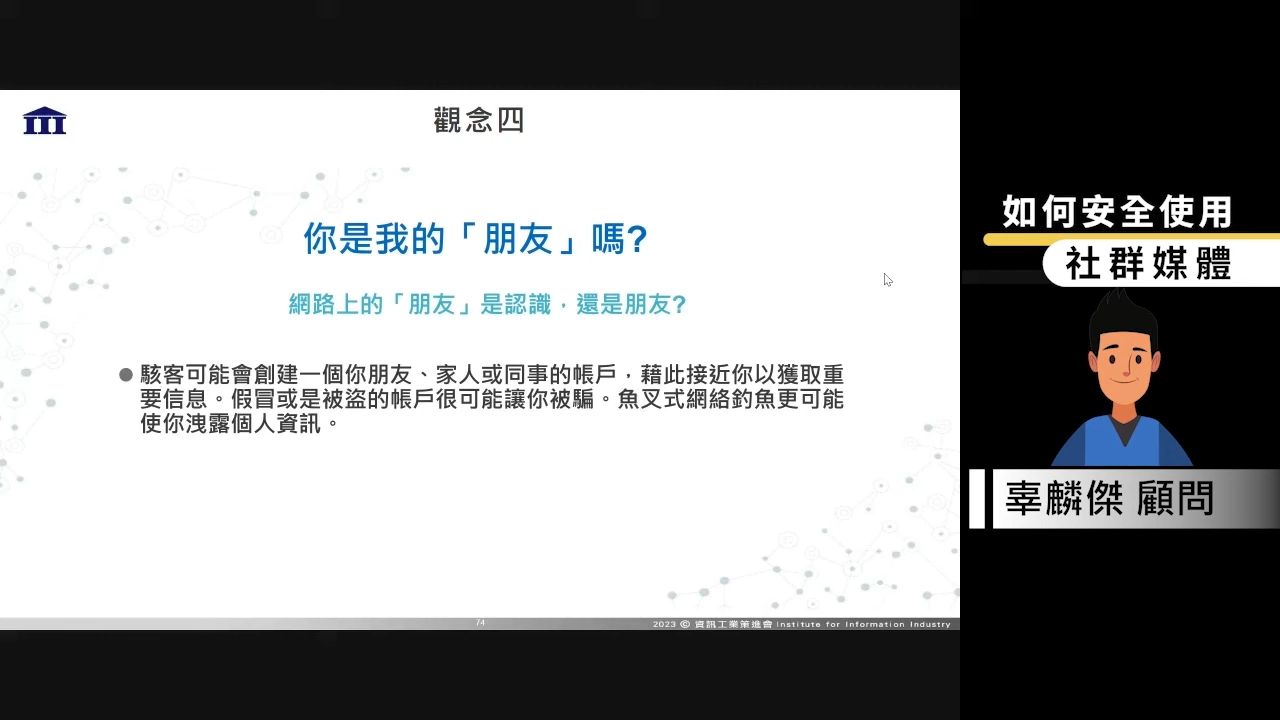 觀念四
你是我的「朋友」嗎?
網路上的「朋友」是認識，還是朋友?
● 駭客可能會創建一個你朋友、家人或同事的帳戶，藉此接近你以獲取重
要信息。假冒或是被盜的帳戶很可能讓你被騙。魚叉式網絡釣魚更可能
使你洩露個人資訊。
74
2023 © 資訊工業策進會 Institute for Information Industry
如何安全使用
社群媒體
辜麟傑 顧問